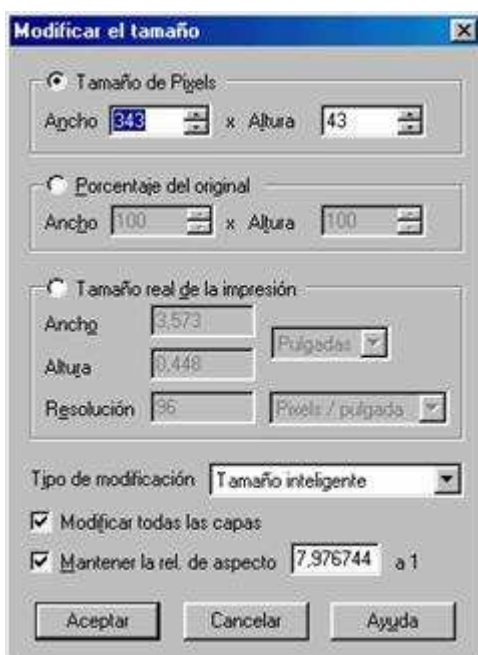 Modificar el tamaño
Tamaño de Pixels
Ancho 343 x Altura 43
Porcentaje del original
Ancho 100 x Altura 100
Tamaño real de la impresión
Ancho 3,573
Pulgadas
Altura 0,448
Resolución 96 Pixels / pulgada
Tipo de modificación Tamaño inteligente
Modificar todas las capas
Mantener la rel. de aspecto 7,976744 a 1
Aceptar Cancelar Ayuda